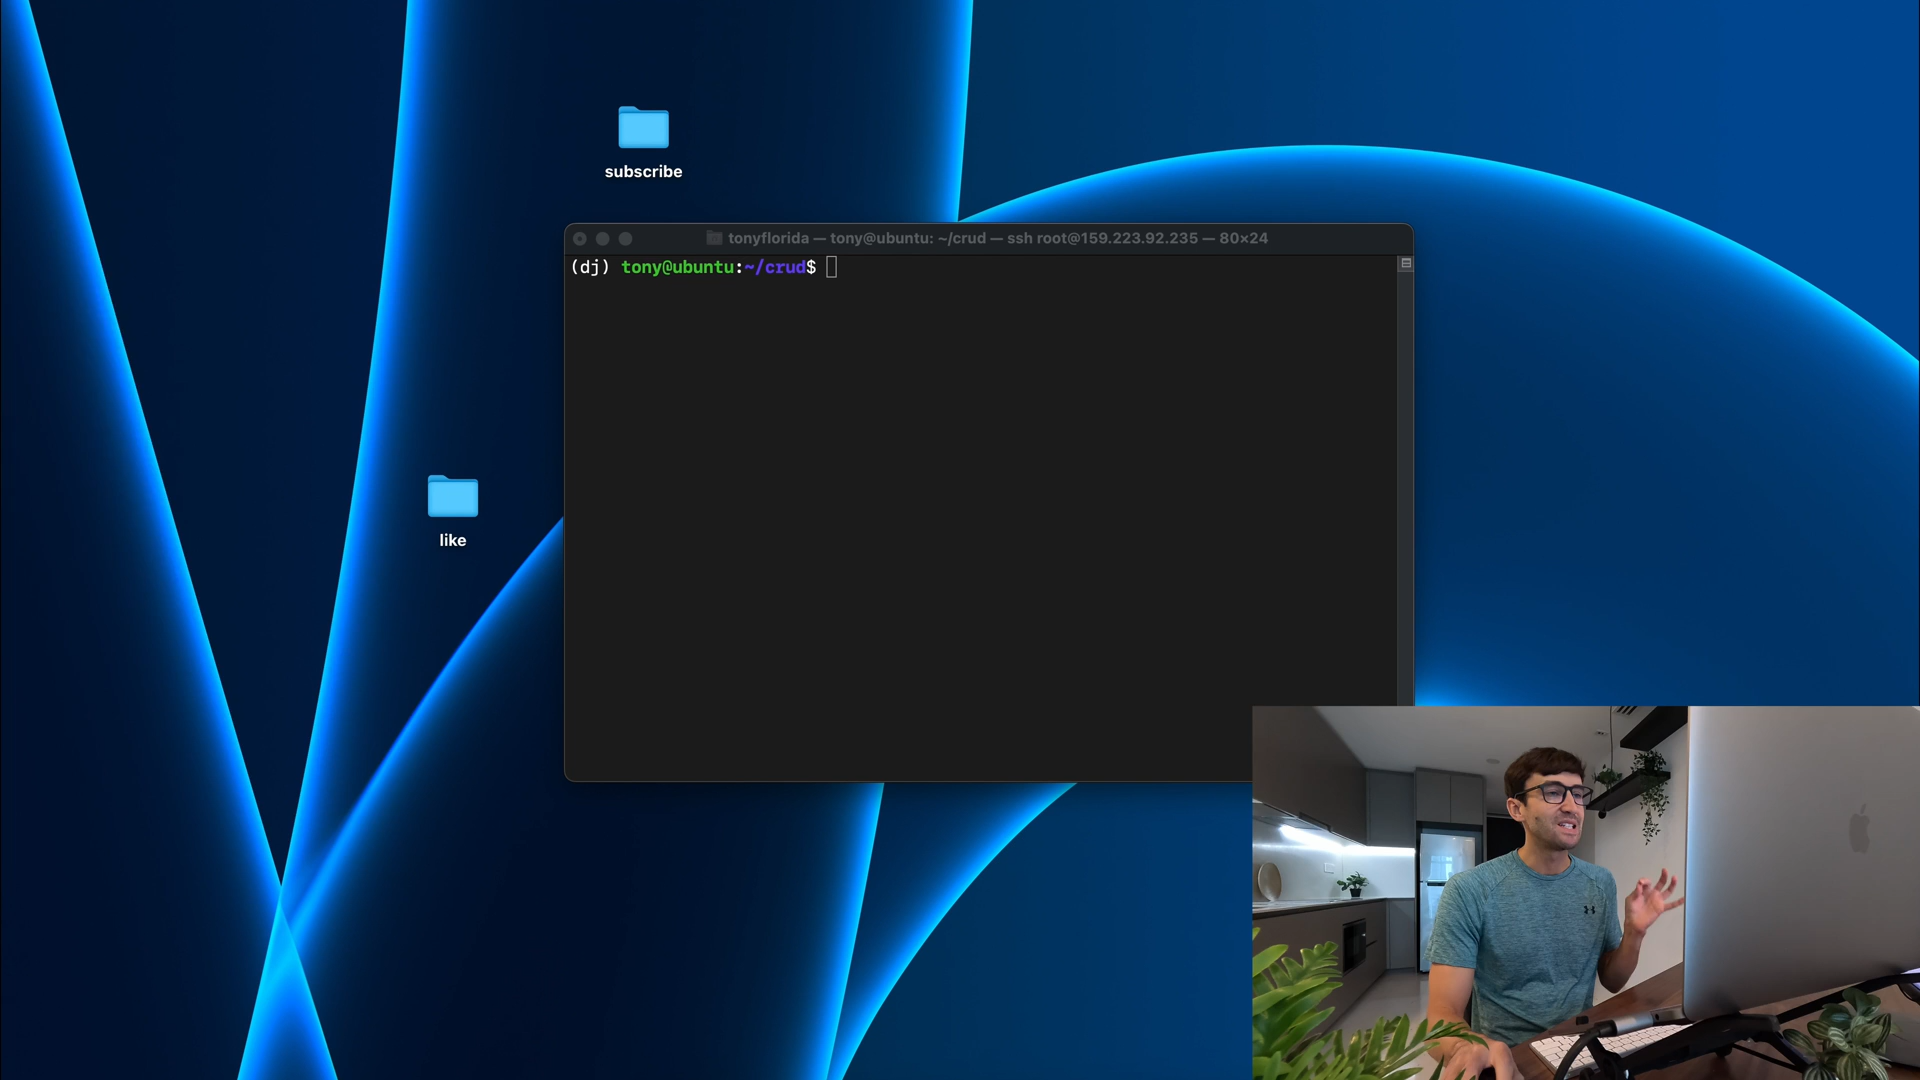 subscribe
tonyflorida — tony@ubuntu: ~/crud — ssh root@159.223.92.235 — 80×24
(dj) tony@ubuntu:~/crud$
like